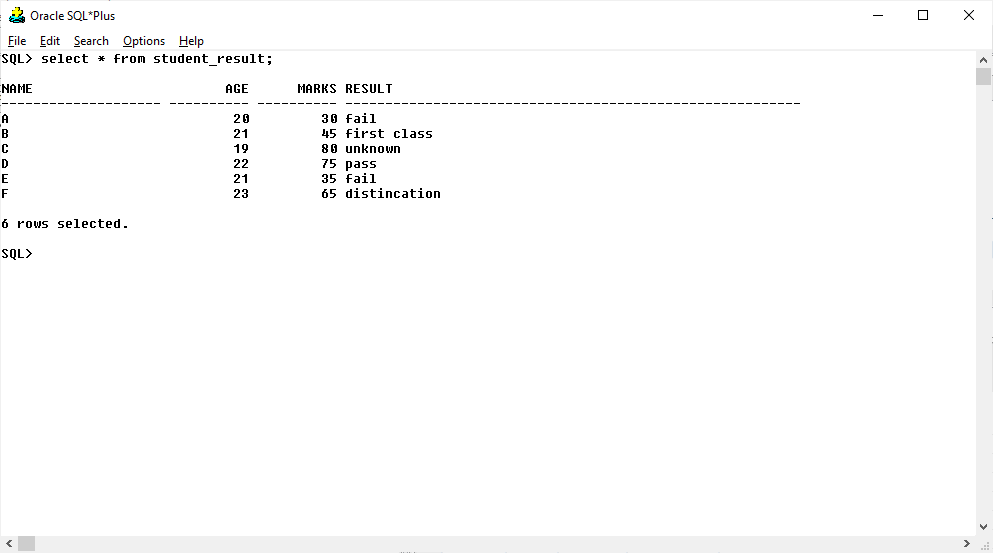 Oracle SQL*Plus
File Edit Search Options Help
SQL> select * from student_result;
NAME AGE MARKS RESULT
-------------------- ---------- ---------- ---------------------------------------------------------
A 20 30 fail
B 21 45 first class
C 19 80 unknown
D 22 75 pass
E 21 35 fail
F 23 65 distincation
6 rows selected.
SQL>